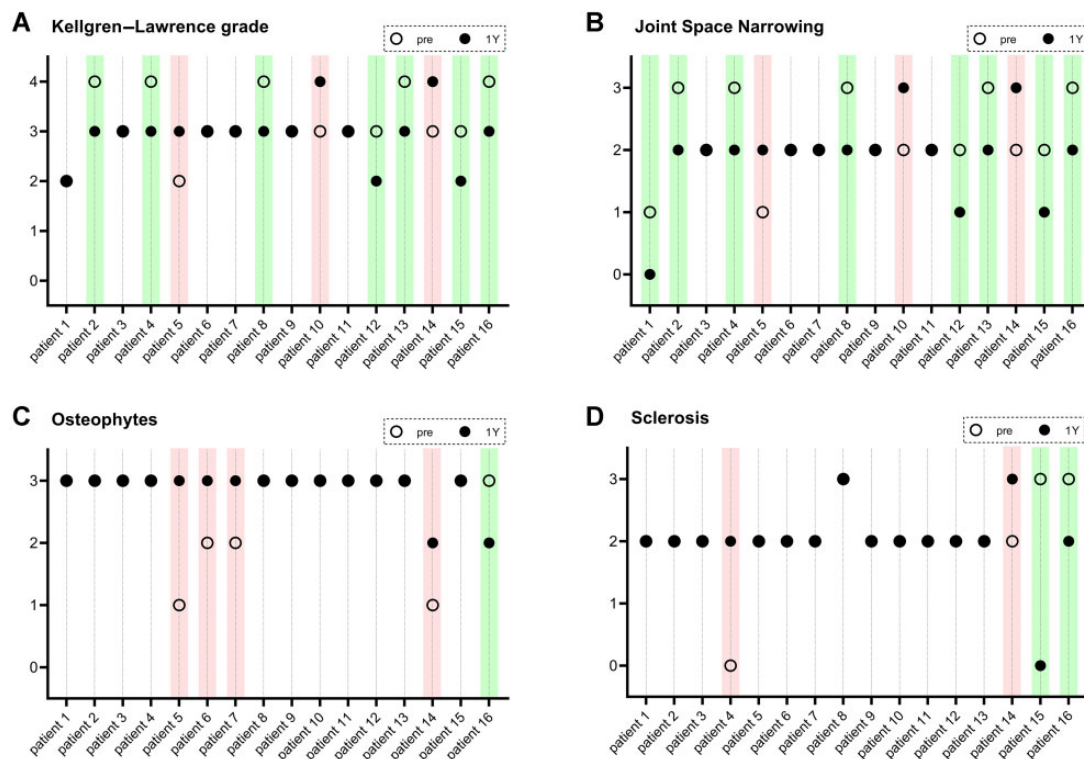 A Kellgren–Lawrence grade
pre 1Y
4
3
2
1
0
patient 1 patient 2 patient 3 patient 4 patient 5 patient 6 patient 7 patient 8 patient 9 patient 10 patient 11 patient 12 patient 13 patient 14 patient 15 patient 16
B Joint Space Narrowing
pre 1Y
3
2
1
0
patient 1 patient 2 patient 3 patient 4 patient 5 patient 6 patient 7 patient 8 patient 9 patient 10 patient 11 patient 12 patient 13 patient 14 patient 15 patient 16
C Osteophytes
pre 1Y
3
2
1
0
patient 1 patient 2 patient 3 patient 4 patient 5 patient 6 patient 7 patient 8 patient 9 patient 10 patient 11 patient 12 patient 13 patient 14 patient 15 patient 16
D Sclerosis
pre 1Y
3
2
1
0
patient 1 patient 2 patient 3 patient 4 patient 5 patient 6 patient 7 patient 8 patient 9 patient 10 patient 11 patient 12 patient 13 patient 14 patient 15 patient 16